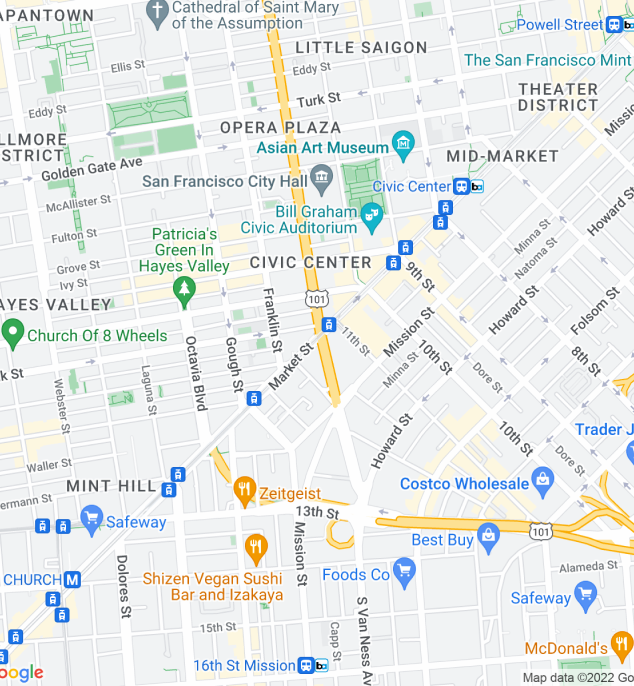 APANTOWN
Cathedral of Saint Mary
of the Assumption
Powell Street
LITTLE SAIGON
Ellis St
Eddy St
The San Francisco Mint
THEATER
DISTRICT
Turk St
Eddy St
OPERA PLAZA
Missio
LLMORE
DISTRICT
Asian Art Museum
MID-MARKET
Golden Gate Ave
San Francisco City Hall
Civic Center
McAllister St
Howard St
Bill Graham
Civic Auditorium
Patricia's
Green In
Hayes Valley
Fulton St
Minna St
Natoma St
Grove St
Ivy St
CIVIC CENTER
9th St
AYES VALLEY
101
Howard St
Folsom St
Franklin St
Church Of 8 Wheels
Octavia Blvd
Gough St
11th St
Mission St
10th St
8th St
Market St
Minna St
Dore St
k St
Laguna St
Webster St
Howard St
10th St
Trader J
Dore St
Waller St
MINT HILL
Costco Wholesale
ermann St
Zeitgeist
Safeway
13th St
101
Best Buy
Mission St
Dolores St
CHURCH
Shizen Vegan Sushi
Bar and Izakaya
Foods Co
Alameda St
Safeway
S Van Ness Av
15th St
Capp St
McDonald's
16th St Mission
oogle
Map data ©2022 Go